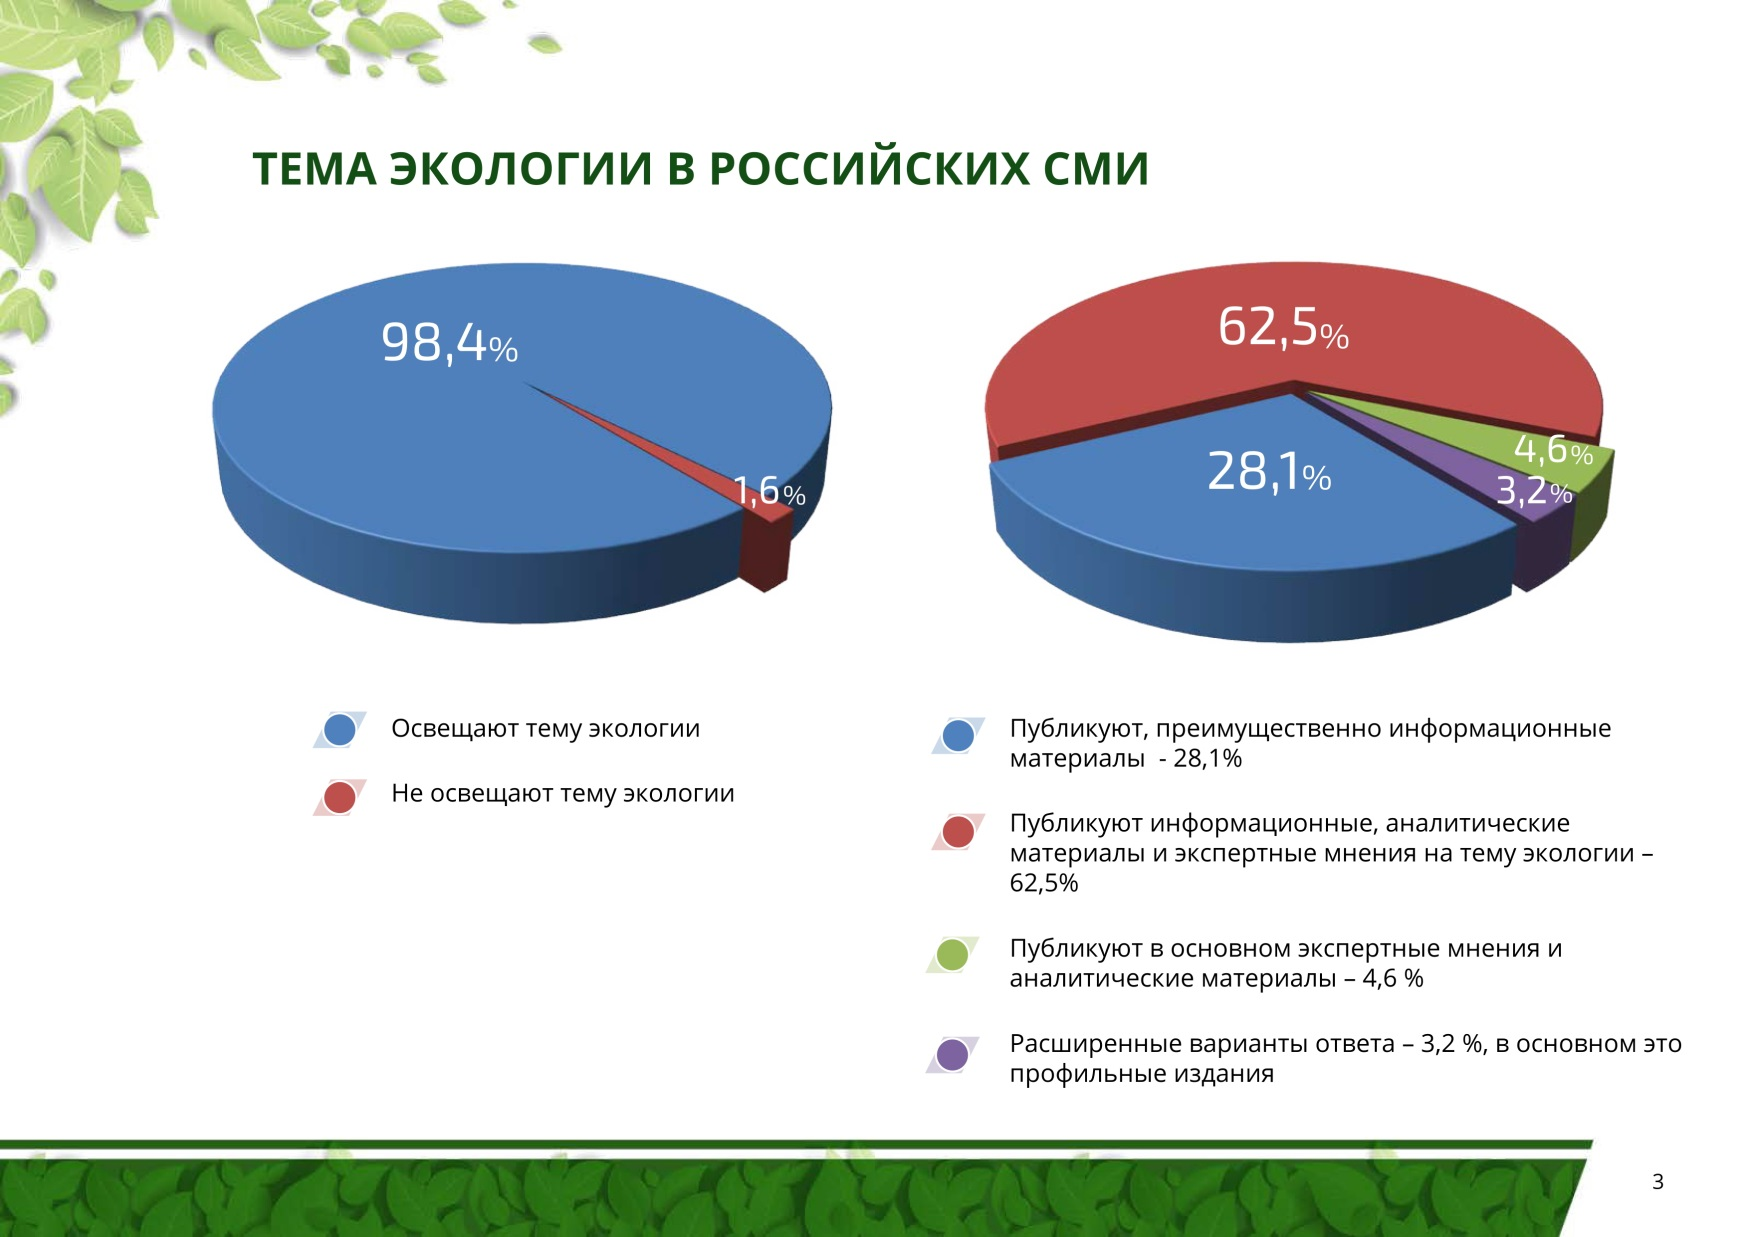 ТЕМА ЭКОЛОГИИ В РОССИЙСКИХ СМИ
98,4%
1,6%
62,5%
4,6%
28,1%
3,2%
Освещают тему экологии
Не освещают тему экологии
Публикуют, преимущественно информационные
материалы - 28,1%
Публикуют информационные, аналитические
материалы и экспертные мнения на тему экологии –
62,5%
Публикуют в основном экспертные мнения и
аналитические материалы – 4,6 %
Расширенные варианты ответа – 3,2 %, в основном это
профильные издания
3